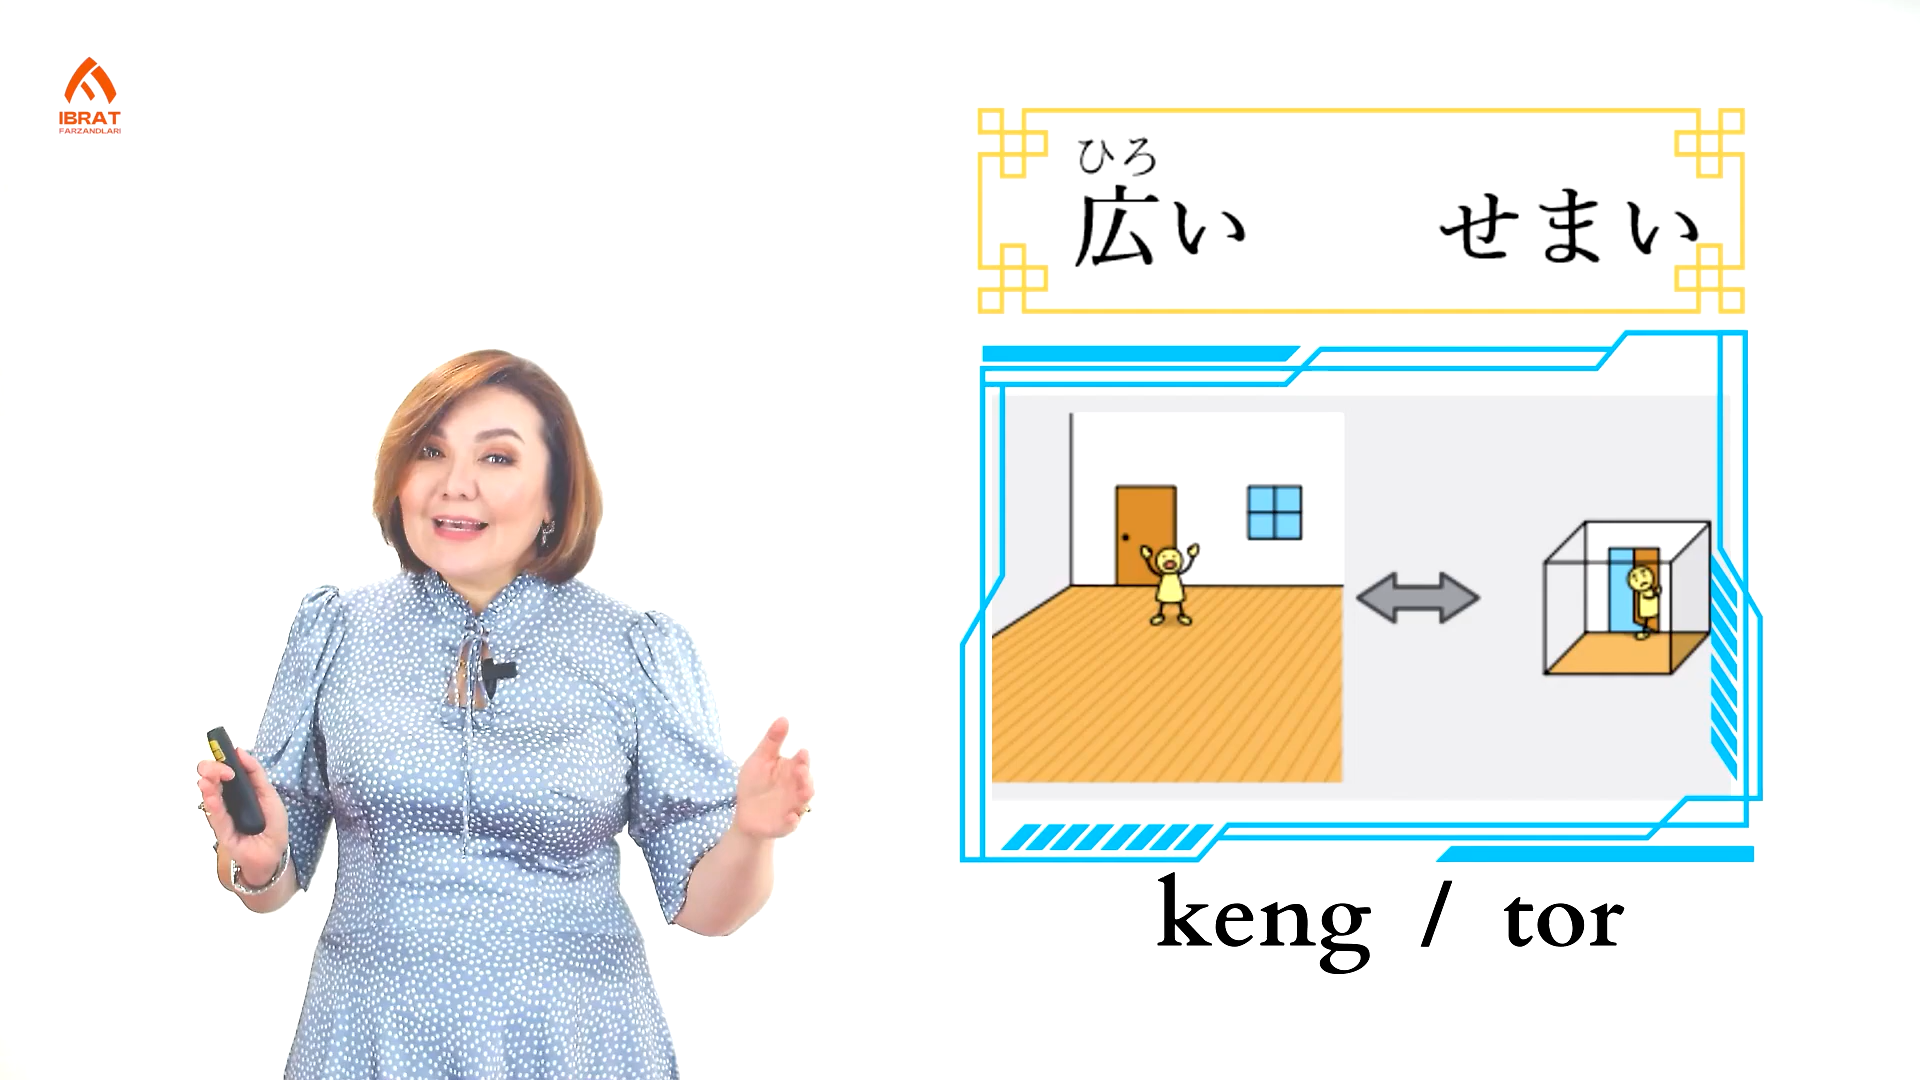 IBRAT
FARZANDLARI
ひろ
広い せまい
keng / tor